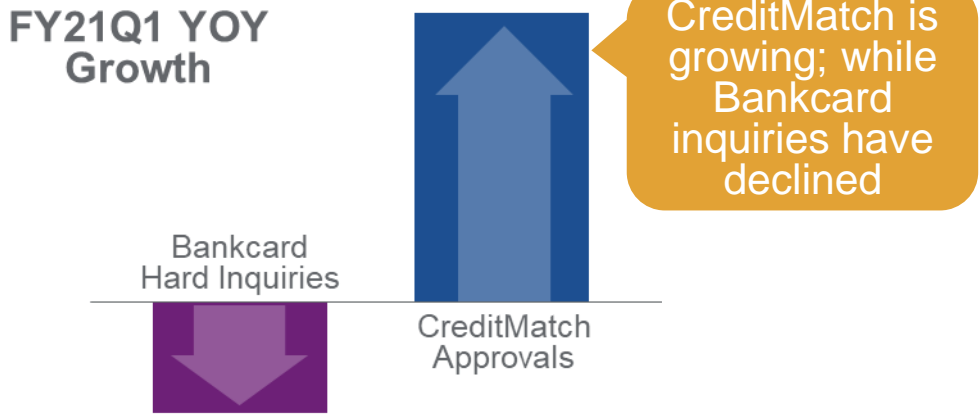 FY21Q1 YOY
Growth
CreditMatch is
growing; while
Bankcard
inquiries have
declined
Bankcard
Hard Inquiries
CreditMatch
Approvals